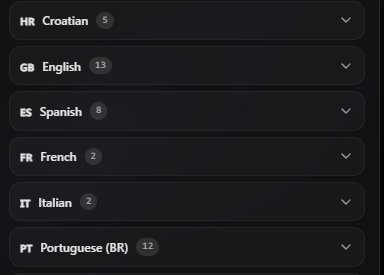 HR Croatian 5
GB English 13
ES Spanish 8
FR French 2
IT Italian 2
PT Portuguese (BR) 12